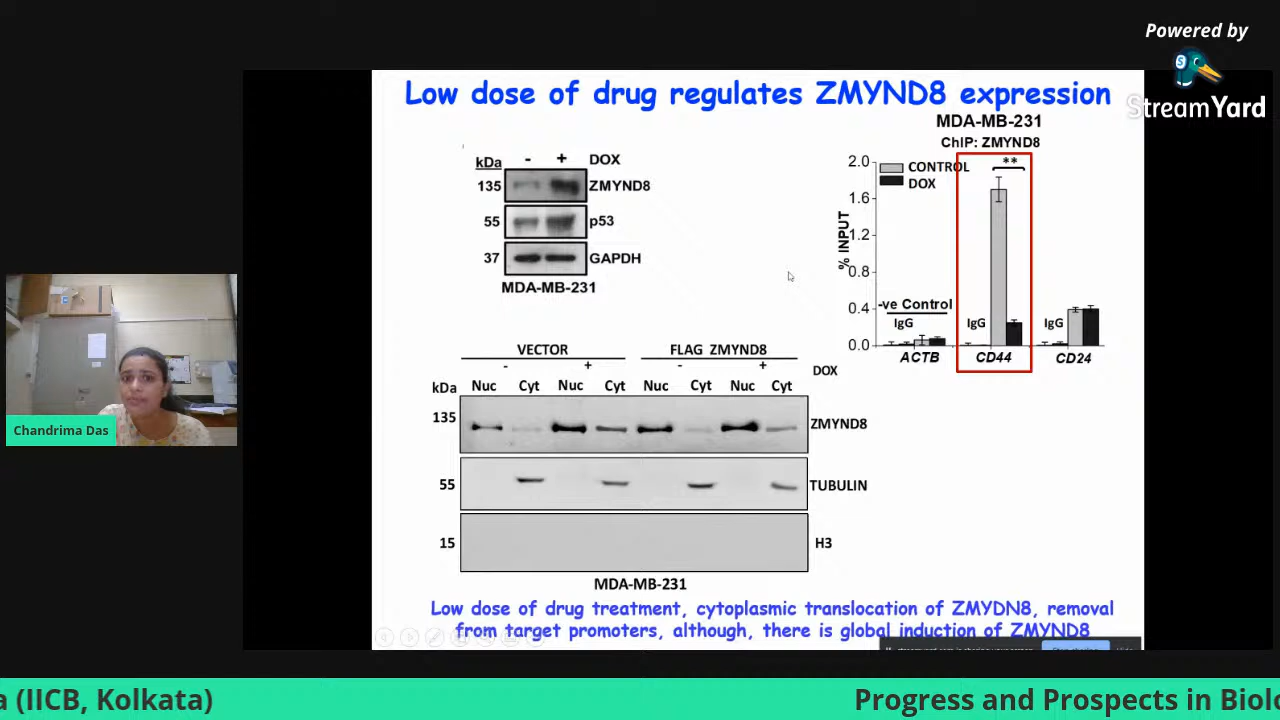 Powered by
StreamYard
Low dose of drug regulates ZMYND8 expression
kDa - + DOX
135 ZMYND8
55 p53
37 GAPDH
MDA-MB-231
MDA-MB-231
ChIP: ZMYND8
**
CONTROL
DOX
% INPUT
2.0
1.6
1.2
0.8
0.4
0.0
-ve Control
IgG IgG IgG
ACTB CD44 CD24
VECTOR FLAG ZMYND8
- + - + DOX
kDa Nuc Cyt Nuc Cyt Nuc Cyt Nuc Cyt
135 ZMYND8
55 TUBULIN
15 H3
MDA-MB-231
Low dose of drug treatment, cytoplasmic translocation of ZMYDN8, removal
from target promoters, although, there is global induction of ZMYND8
Chandrima Das
a (IICB, Kolkata) Progress and Prospects in Biolo